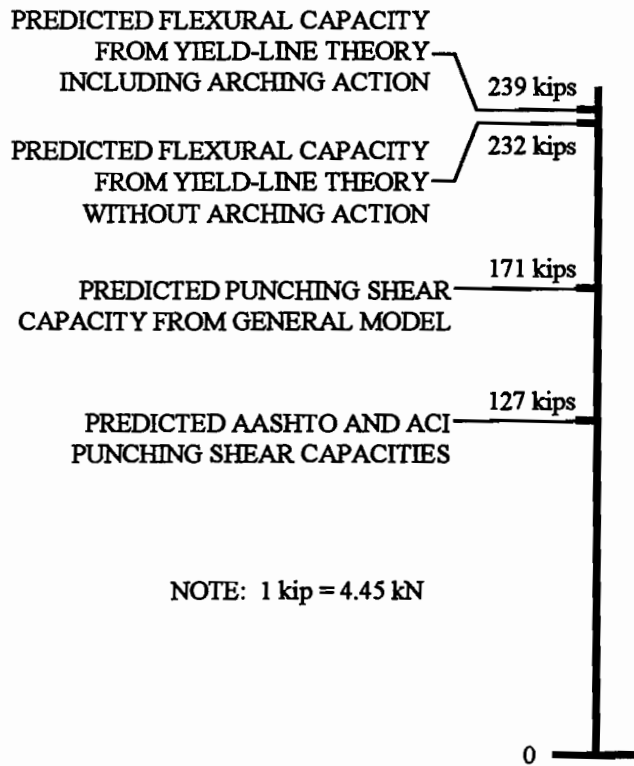 PREDICTED FLEXURAL CAPACITY
FROM YIELD-LINE THEORY
INCLUDING ARCHING ACTION
239 kips
232 kips
PREDICTED FLEXURAL CAPACITY
FROM YIELD-LINE THEORY
WITHOUT ARCHING ACTION
171 kips
PREDICTED PUNCHING SHEAR
CAPACITY FROM GENERAL MODEL
127 kips
PREDICTED AASHTO AND ACI
PUNCHING SHEAR CAPACITIES
NOTE: 1 kip = 4.45 kN
0